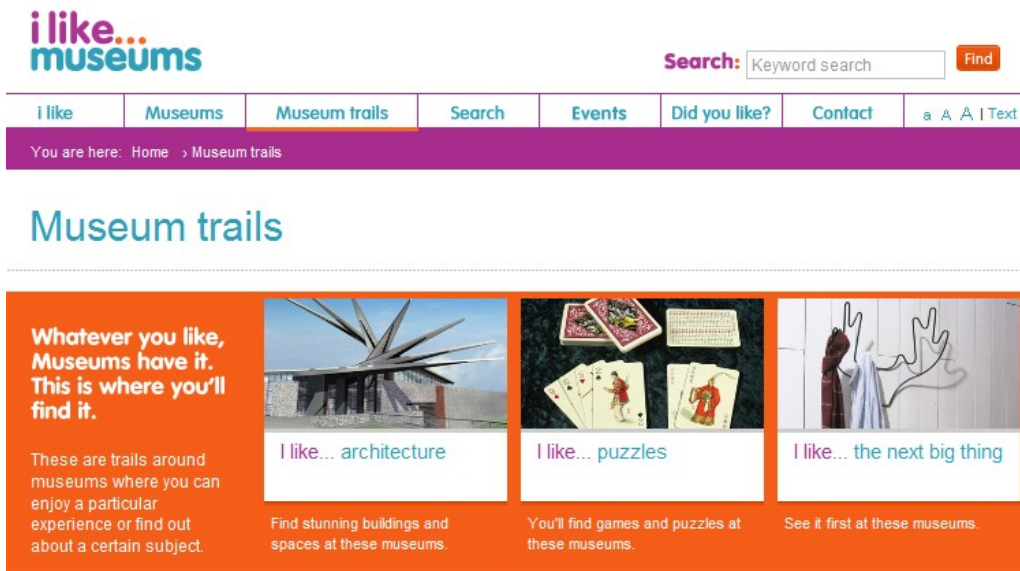 i like...
museums
Search: Keyword search Find
i like Museums Museum trails Search Events Did you like? Contact a A A | Text
You are here: Home › Museum trails
Museum trails
Whatever you like,
Museums have it.
This is where you'll
find it.
These are trails around
museums where you can
enjoy a particular
experience or find out
about a certain subject.
I like... architecture
Find stunning buildings and
spaces at these museums.
I like... puzzles
You'll find games and puzzles at
these museums.
I like... the next big thing
See it first at these museums.